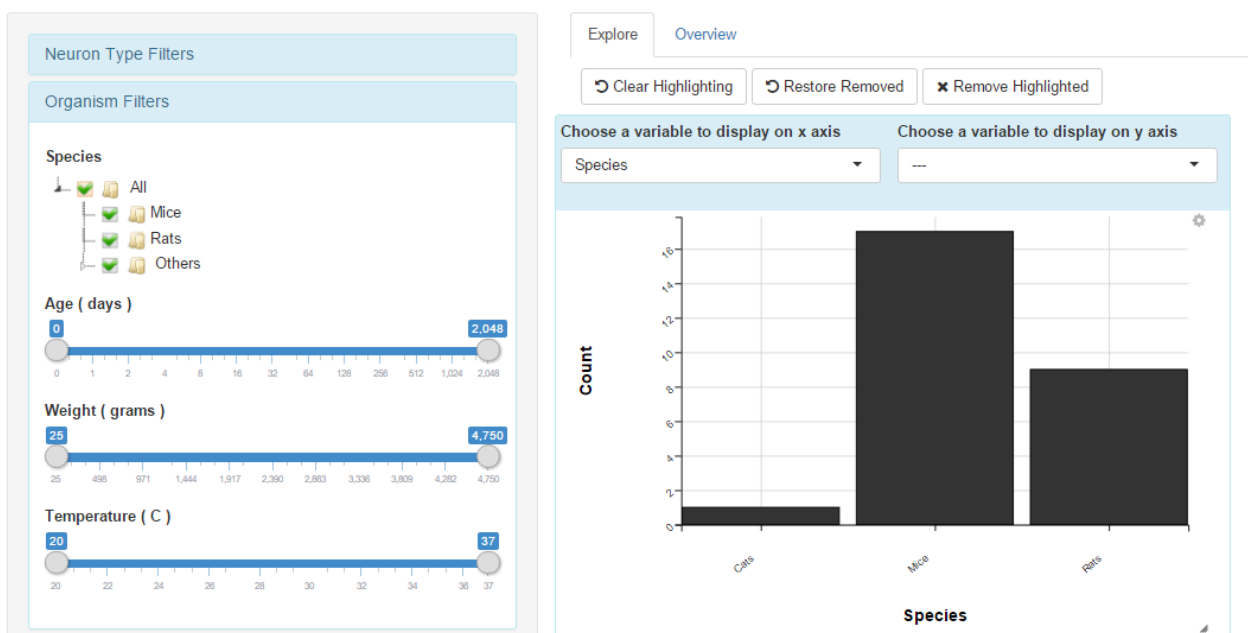 Neuron Type Filters
Organism Filters
Species
All
Mice
Rats
Others
Age ( days )
0 2,048
0 1 2 4 8 16 32 64 128 256 512 1,024 2,048
Weight ( grams )
25 4,750
25 498 971 1,444 1,917 2,390 2,863 3,336 3,809 4,282 4,750
Temperature ( C )
20 37
20 22 24 26 28 30 32 34 36 37
Explore Overview
Clear Highlighting Restore Removed Remove Highlighted
Choose a variable to display on x axis Choose a variable to display on y axis
Species ---
Count
16
14
12
10
8
6
4
2
0
Cats Mice Rats
Species